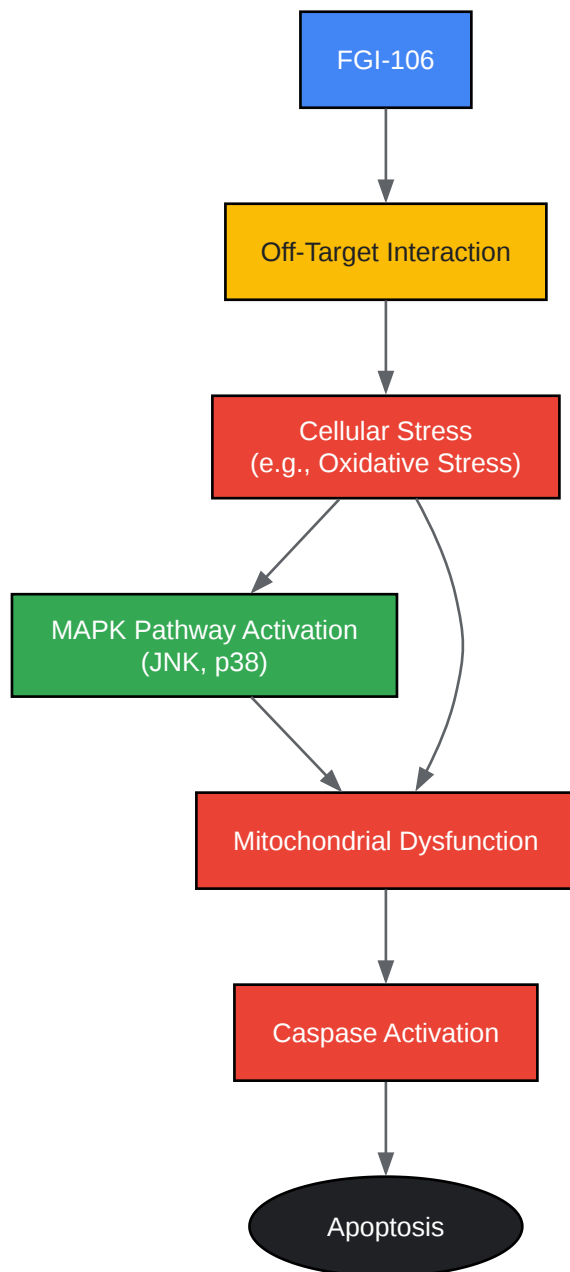 FGI-106
Off-Target Interaction
Cellular Stress
(e.g., Oxidative Stress)
MAPK Pathway Activation
(JNK, p38)
Mitochondrial Dysfunction
Caspase Activation
Apoptosis